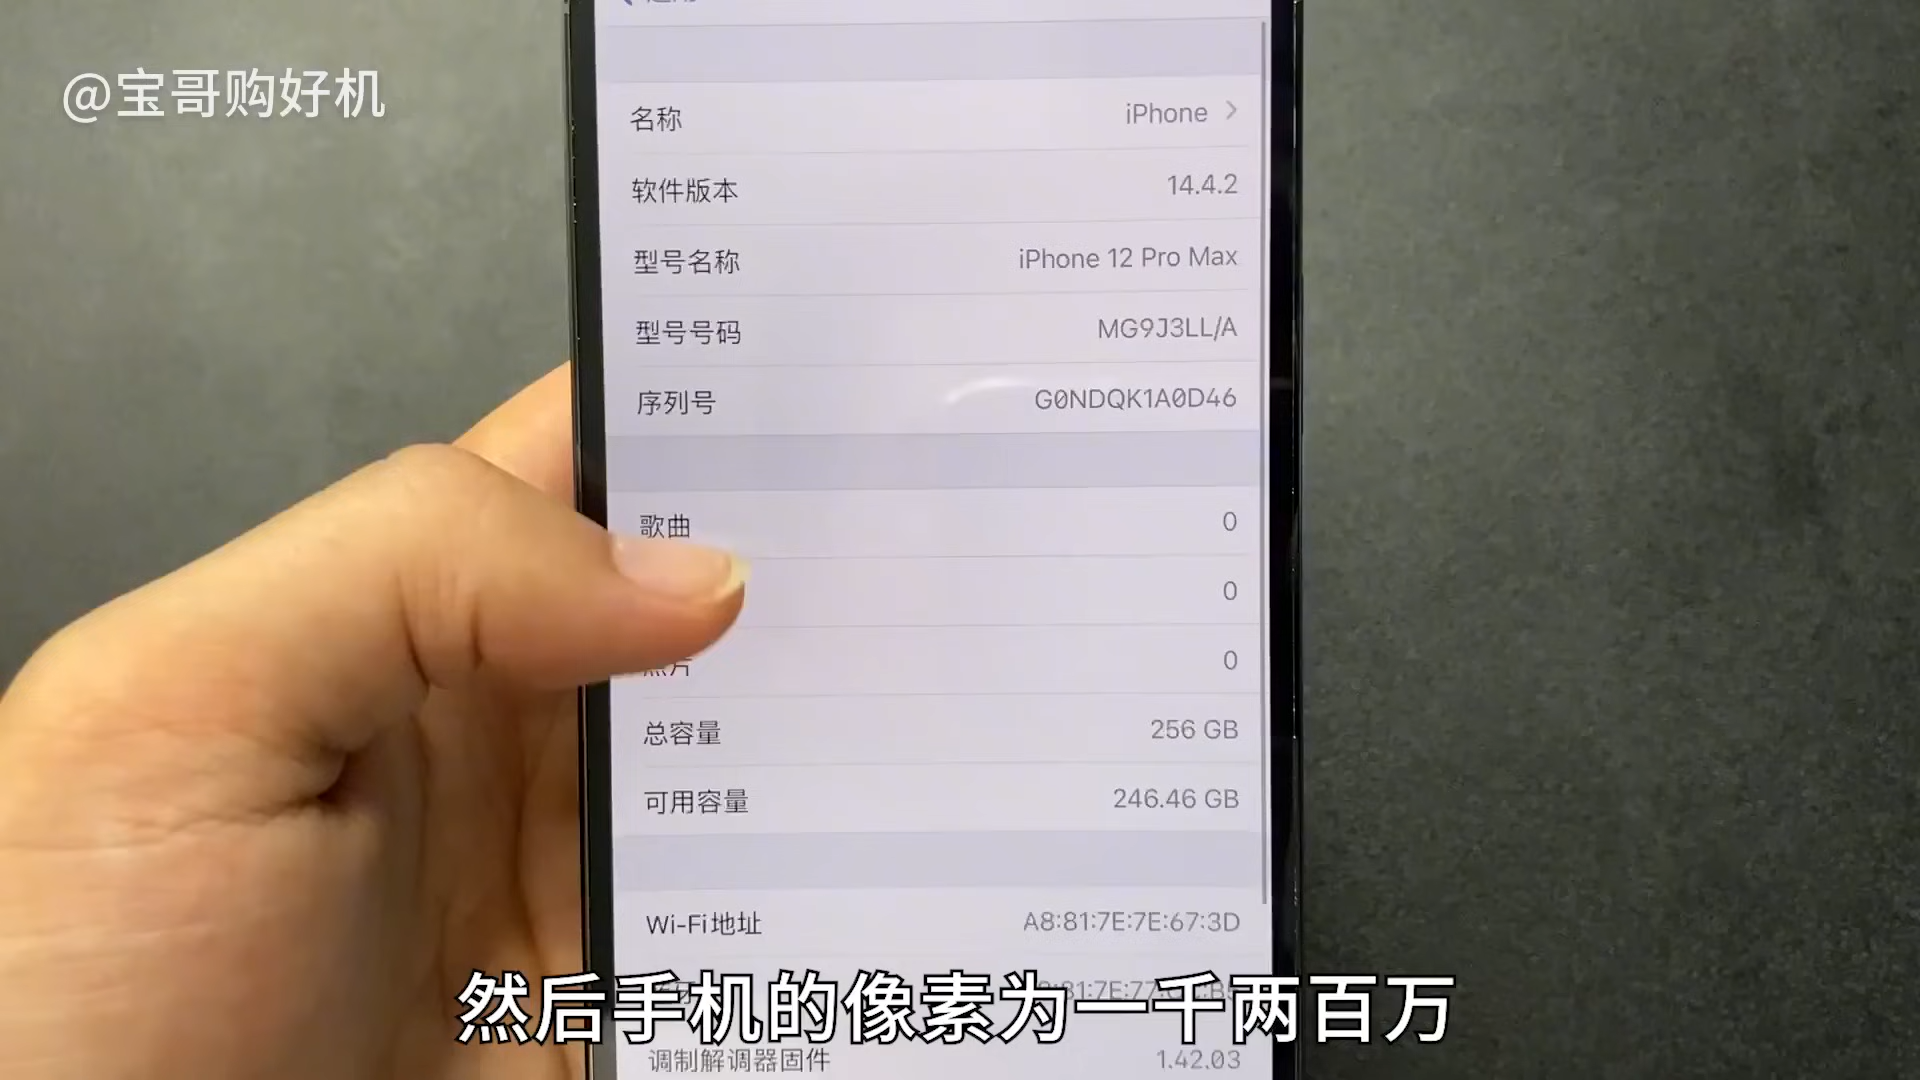 @宝哥购好机
名称 iPhone
软件版本 14.4.2
型号名称 iPhone 12 Pro Max
型号号码 MG9J3LL/A
序列号 G0NDQK1A0D46
歌曲 0
0
照片 0
总容量 256 GB
可用容量 246.46 GB
Wi-Fi地址 A8:81:7E:7E:67:3D
然后手机的像素为一千两百万
调制解调器固件 1.42.03